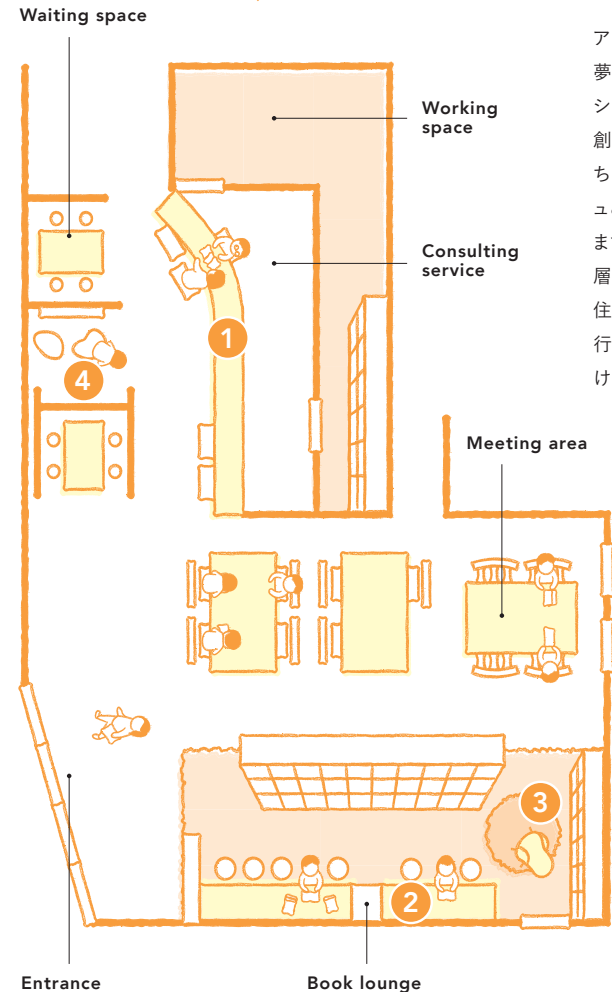 Waiting space
ア
夢
シ
創
ち
ュ
ま
層
住
行
け
Working
space
Consulting
service
1
4
Meeting area
3
2
Entrance
Book lounge